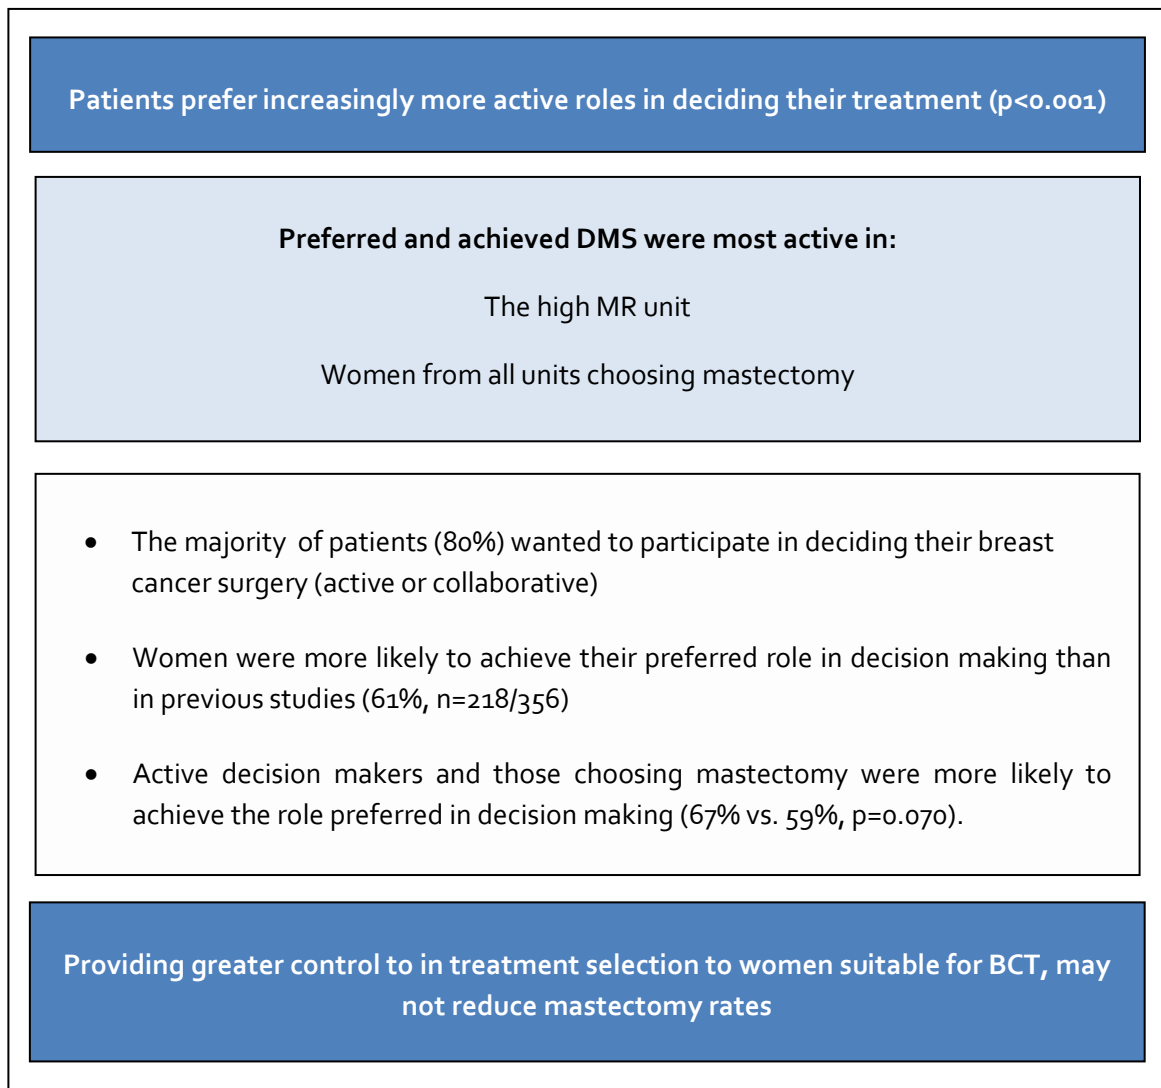 Patients prefer increasingly more active roles in deciding their treatment (p<0.001)
Preferred and achieved DMS were most active in:
The high MR unit
Women from all units choosing mastectomy
• The majority of patients (80%) wanted to participate in deciding their breast
cancer surgery (active or collaborative)
• Women were more likely to achieve their preferred role in decision making than
in previous studies (61%, n=218/356)
• Active decision makers and those choosing mastectomy were more likely to
achieve the role preferred in decision making (67% vs. 59%, p=0.070).
Providing greater control to in treatment selection to women suitable for BCT, may
not reduce mastectomy rates